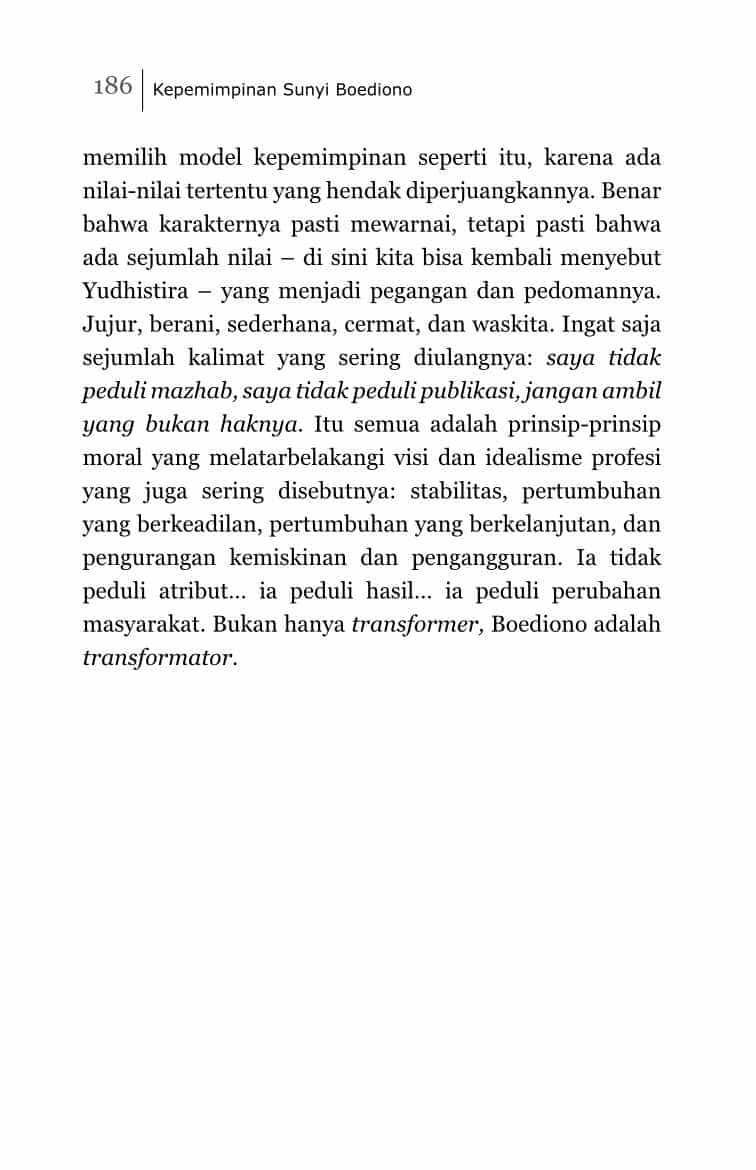 186 Kepemimpinan Sunyi Boediono
memilih model kepemimpinan seperti itu, karena ada
nilai-nilai tertentu yang hendak diperjuangkannya. Benar
bahwa karakternya pasti mewarnai, tetapi pasti bahwa
ada sejumlah nilai – di sini kita bisa kembali menyebut
Yudhistira – yang menjadi pegangan dan pedomannya.
Jujur, berani, sederhana, cermat, dan waskita. Ingat saja
sejumlah kalimat yang sering diulangnya: saya tidak
peduli mazhab, saya tidak peduli publikasi, jangan ambil
yang bukan haknya. Itu semua adalah prinsip-prinsip
moral yang melatarbelakangi visi dan idealisme profesi
yang juga sering disebutnya: stabilitas, pertumbuhan
yang berkeadilan, pertumbuhan yang berkelanjutan, dan
pengurangan kemiskinan dan pengangguran. Ia tidak
peduli atribut... ia peduli hasil... ia peduli perubahan
masyarakat. Bukan hanya transformer, Boediono adalah
transformator.